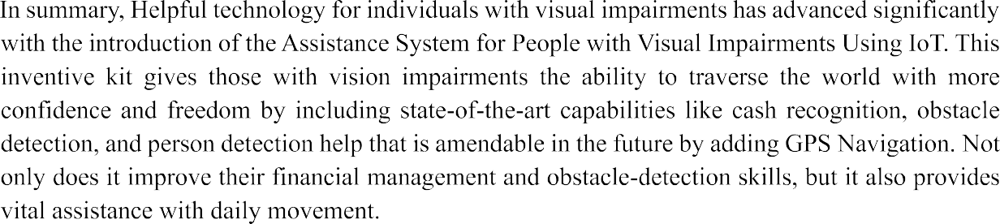 In summary, Helpful technology for individuals with visual impairments has advanced significantly
with the introduction of the Assistance System for People with Visual Impairments Using IoT. This
inventive kit gives those with vision impairments the ability to traverse the world with more
confidence and freedom by including state-of-the-art capabilities like cash recognition, obstacle
detection, and person detection help that is amendable in the future by adding GPS Navigation. Not
only does it improve their financial management and obstacle-detection skills, but it also provides
vital assistance with daily movement.